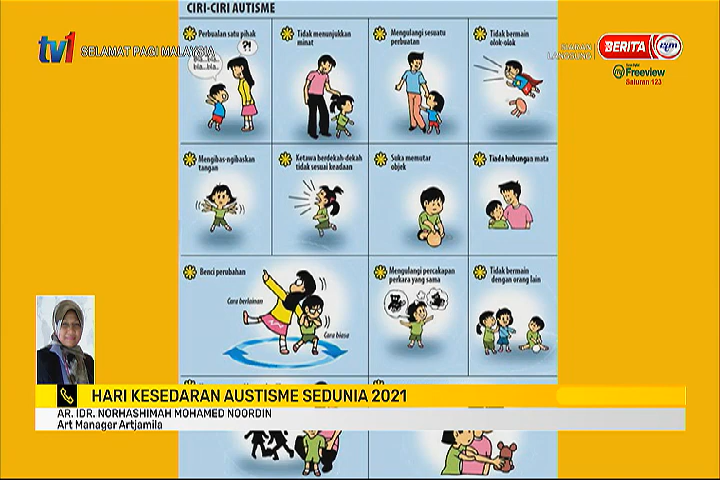 CIRI-CIRI AUTISME
tv1
SELAMAT PAGI MALAYSIA
SIARAN
LANGSUNG
BERITA rtm
Freeview
Saluran 123
Perbualan satu pihak
?!
bla...bla..
Tidak menunjukkan
minat
Mengulangi sesuatu
perbuatan
Tidak bermain
olok-olok
Mengibas-ngibaskan
tangan
Ketawa berdekah-dekah
tidak sesuai keadaan
Suka memutar
objek
Tiada hubungan mata
Benci perubahan
Cara berlainan
Cara biasa
Mengulangi percakapan
perkara yang sama
Tidak bermain
dengan orang lain
HARI KESEDARAN AUSTISME SEDUNIA 2021
AR. IDR. NORHASHIMAH MOHAMED NOORDIN
Art Manager Artjamila